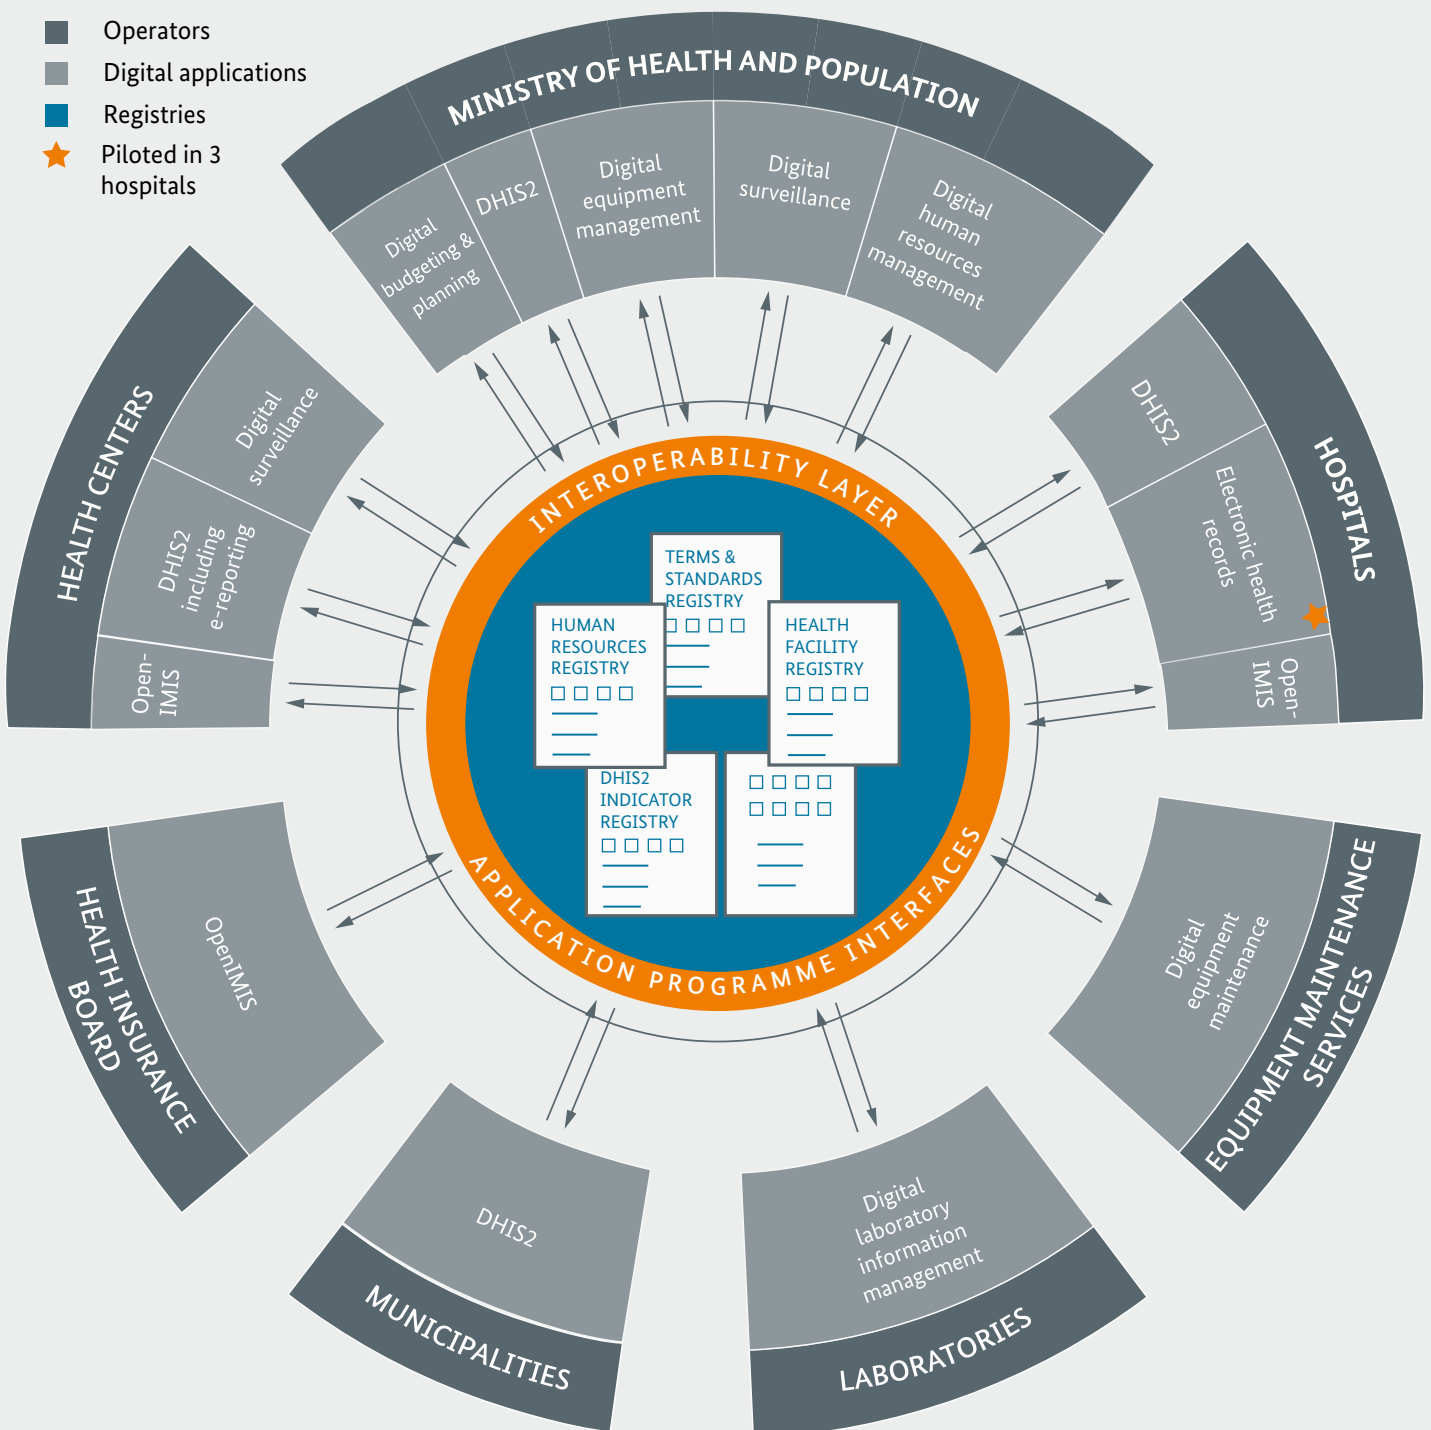 Operators
Digital applications
Registries
Piloted in 3
hospitals
MINISTRY OF HEALTH AND POPULATION
Digital
budgeting &
planning
DHIS2
Digital
equipment
management
Digital
surveillance
Digital
human
resources
management
HEALTH CENTERS
Digital
surveillance
DHIS2
including
e-reporting
Open-
IMIS
HOSPITALS
DHIS2
Electronic health
records
Open-
IMIS
INTEROPERABILITY LAYER
TERMS &
STANDARDS
REGISTRY
HUMAN
RESOURCES
REGISTRY
HEALTH
FACILITY
REGISTRY
DHIS2
INDICATOR
REGISTRY
APPLICATION PROGRAMME INTERFACES
HEALTH INSURANCE
BOARD
OpenIMIS
EQUIPMENT MAINTENANCE
SERVICES
Digital
equipment
maintenance
DHIS2
MUNICIPALITIES
Digital
laboratory
information
management
LABORATORIES